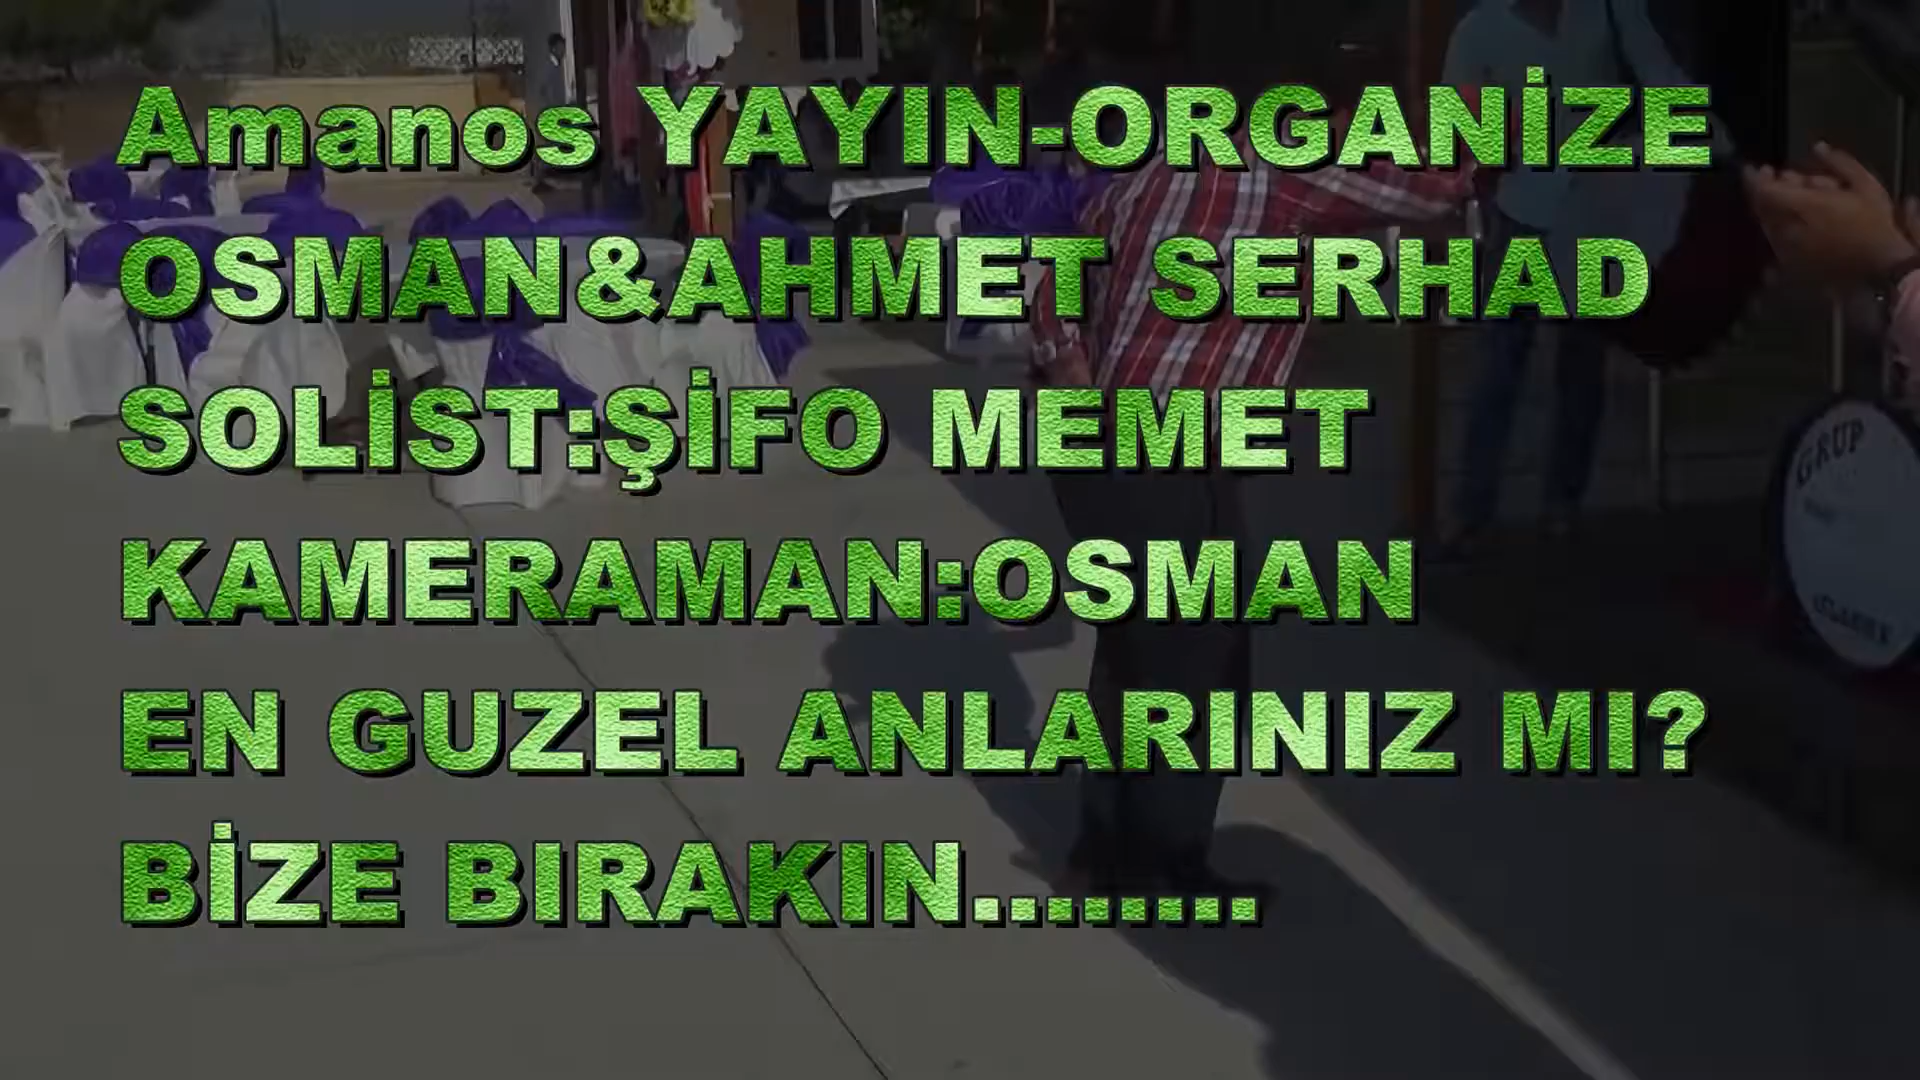 Amanos YAYIN-ORGANİZE
OSMAN&AHMET SERHAD
SOLİST:ŞİFO MEMET
KAMERAMAN:OSMAN
EN GUZEL ANLARINIZ MI?
BİZE BIRAKIN........
GRUP